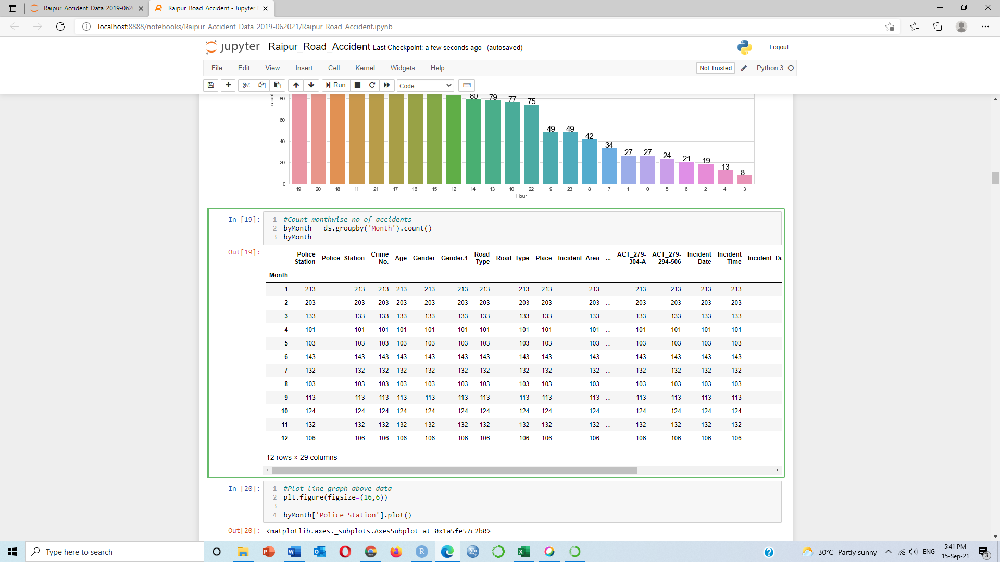 Raipur_Accident_Data_2019-062
Raipur_Road_Accident - Jupyter
localhost:8888/notebooks/Raipur_Accident_Data_2019-062021/Raipur_Road_Accident.ipynb
jupyter Raipur_Road_Accident Last Checkpoint: a few seconds ago (autosaved)
Logout
File Edit View Insert Cell Kernel Widgets Help
Not Trusted Python 3
Run Code
count
80
60
40
20
0
80 79 77 75 49 49 42 34 27 27 24 21 19 13 8
19 20 18 11 21 17 16 15 12 14 13 10 22 9 23 8 7 1 0 5 6 2 4 3
Hour
In [19]:
1 #Count monthwise no of accidents
2 byMonth = ds.groupby('Month').count()
3 byMonth
Out[19]:
Police Station Police_Station Crime No. Age Gender Gender.1 Road Type Road_Type Place Incident_Area ... ACT_279-304-A ACT_279-294-506 Incident Date Incident Time Incident_Da
Month
1 213 213 213 213 213 213 213 213 213 213 ... 213 213 213 213
2 203 203 203 203 203 203 203 203 203 203 ... 203 203 203 203
3 133 133 133 133 133 133 133 133 133 133 ... 133 133 133 133
4 101 101 101 101 101 101 101 101 101 101 ... 101 101 101 101
5 103 103 103 103 103 103 103 103 103 103 ... 103 103 103 103
6 143 143 143 143 143 143 143 143 143 143 ... 143 143 143 143
7 132 132 132 132 132 132 132 132 132 132 ... 132 132 132 132
8 103 103 103 103 103 103 103 103 103 103 ... 103 103 103 103
9 113 113 113 113 113 113 113 113 113 113 ... 113 113 113 113
10 124 124 124 124 124 124 124 124 124 124 ... 124 124 124 124
11 132 132 132 132 132 132 132 132 132 132 ... 132 132 132 132
12 106 106 106 106 106 106 106 106 106 106 ... 106 106 106 106
12 rows × 29 columns
In [20]:
1 #Plot line graph above data
2 plt.figure(figsize=(16,6))
3
4 byMonth['Police Station'].plot()
Out[20]: <matplotlib.axes._subplots.AxesSubplot at 0x1a5fe57c2b0>
Type here to search
30°C Partly sunny
ENG
5:41 PM
15-Sep-21
3